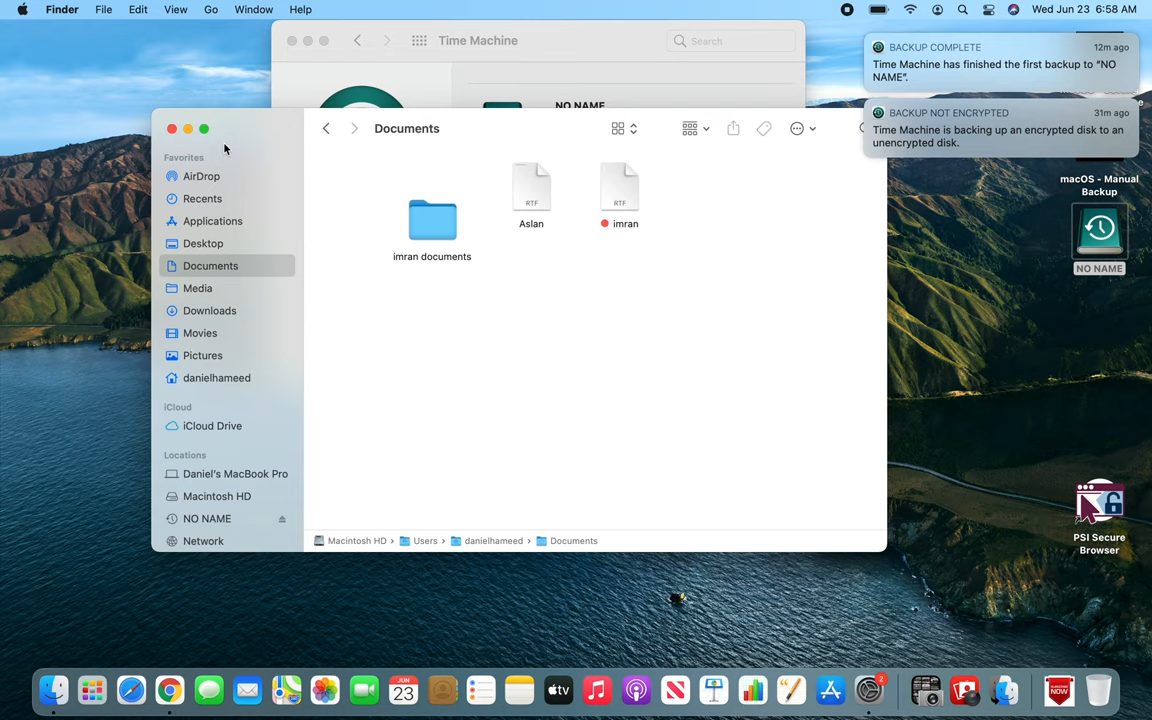 Finder File Edit View Go Window Help Wed Jun 23 6:58 AM
Time Machine Search
NO NAME
BACKUP COMPLETE 12m ago
Time Machine has finished the first backup to “NO
NAME”.
BACKUP NOT ENCRYPTED 31m ago
Time Machine is backing up an encrypted disk to an
unencrypted disk.
Documents
Favorites
AirDrop
Recents
Applications
Desktop
Documents
Media
Downloads
Movies
Pictures
danielhameed
iCloud
iCloud Drive
Locations
Daniel's MacBook Pro
Macintosh HD
NO NAME
Network
RTF
RTF
Aslan
imran
imran documents
Macintosh HD › Users › danielhameed › Documents
macOS - Manual
Backup
NO NAME
PSI Secure
Browser
JUN
23
2
NOW